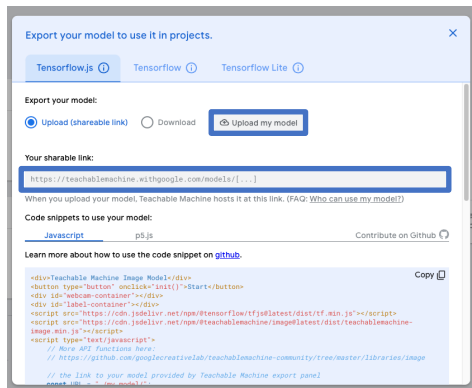 Export your model to use it in projects.
Tensorflow.js Tensorflow Tensorflow Lite
Export your model:
Upload (shareable link) Download Upload my model
Your sharable link:
https://teachablemachine.withgoogle.com/models/[...]
When you upload your model, Teachable Machine hosts it at this link. (FAQ: Who can use my model?)
Code snippets to use your model:
Javascript p5.js Contribute on Github
Learn more about how to use the code snippet on github.
Copy
<div>Teachable Machine Image Model</div>
<button type="button" onclick="init()">Start</button>
<div id="webcam-container"></div>
<div id="label-container"></div>
<script src="https://cdn.jsdelivr.net/npm/@tensorflow/tfjs@latest/dist/tf.min.js"></script>
<script src="https://cdn.jsdelivr.net/npm/@teachablemachine/image@latest/dist/teachablemachine-
image.min.js"></script>
<script type="text/javascript">
// More API functions here:
// https://github.com/googlecreativelab/teachablemachine-community/tree/master/libraries/image
// the link to your model provided by Teachable Machine export panel
const URL = "./my_model/";